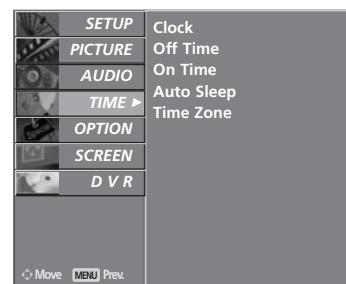 SETUP
PICTURE
AUDIO
TIME ►
OPTION
SCREEN
D V R
Move MENU Prev.
Clock
Off Time
On Time
Auto Sleep
Time Zone